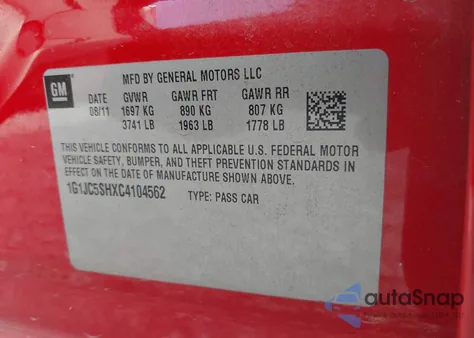 GM
MFD BY GENERAL MOTORS LLC
DATE GVWR GAWR FRT GAWR RR
08/11 1697 KG 890 KG 807 KG
3741 LB 1963 LB 1778 LB
THIS VEHICLE CONFORMS TO ALL APPLICABLE U.S. FEDERAL MOTOR
VEHICLE SAFETY, BUMPER, AND THEFT PREVENTION STANDARDS IN
EFFECT ON THE DATE OF MANUFACTURE SHOWN ABOVE.
1G1JC5SHXC4104562 TYPE: PASS CAR
autaSnap